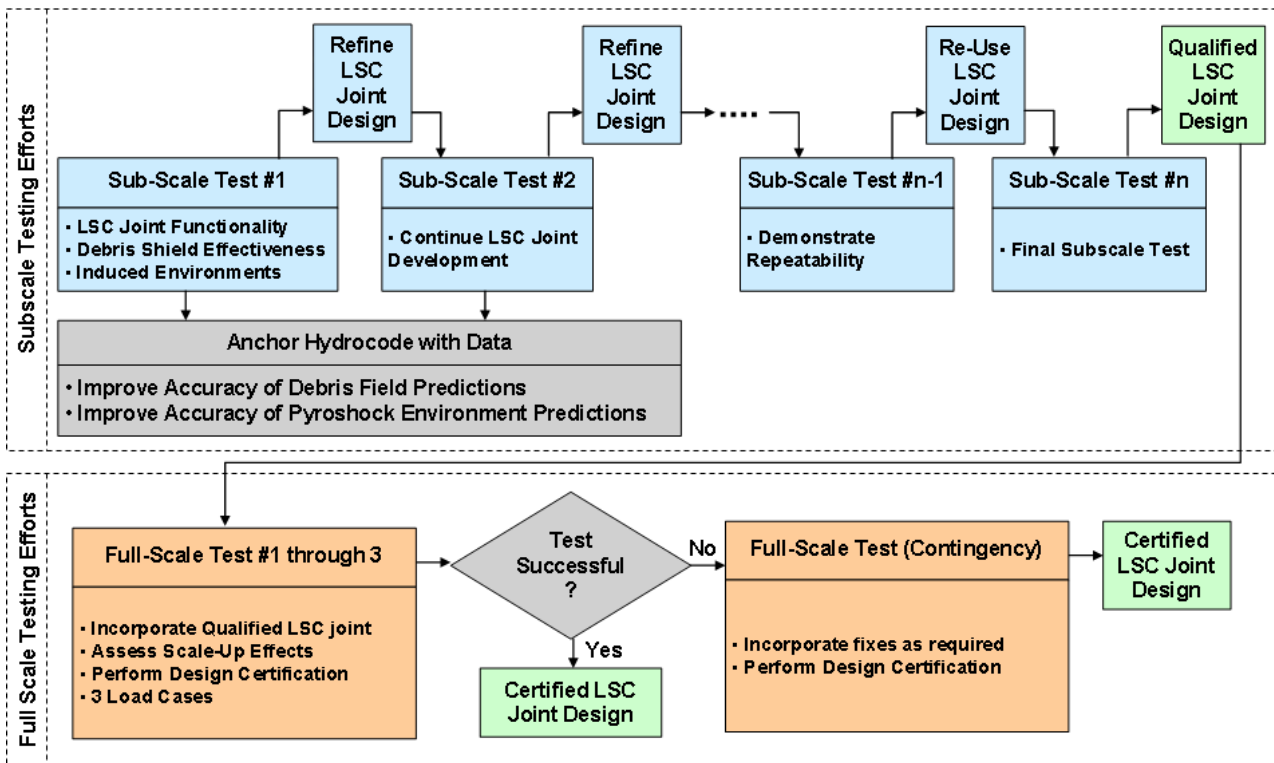 Subscale Testing Efforts
Refine
LSC
Joint
Design
Refine
LSC
Joint
Design
Re-Use
LSC
Joint
Design
Qualified
LSC
Joint
Design
....
Sub-Scale Test #1
▪ LSC Joint Functionality
▪ Debris Shield Effectiveness
▪ Induced Environments
Sub-Scale Test #2
▪ Continue LSC Joint
Development
Sub-Scale Test #n-1
▪ Demonstrate
Repeatability
Sub-Scale Test #n
▪ Final Subscale Test
Anchor Hydrocode with Data
• Improve Accuracy of Debris Field Predictions
• Improve Accuracy of Pyroshock Environment Predictions
Full Scale Testing Efforts
Full-Scale Test #1 through 3
▪ Incorporate Qualified LSC joint
▪ Assess Scale-Up Effects
▪ Perform Design Certification
▪ 3 Load Cases
Test
Successful
?
No
Yes
Certified LSC
Joint Design
Full-Scale Test (Contingency)
▪ Incorporate fixes as required
▪ Perform Design Certification
Certified
LSC Joint
Design